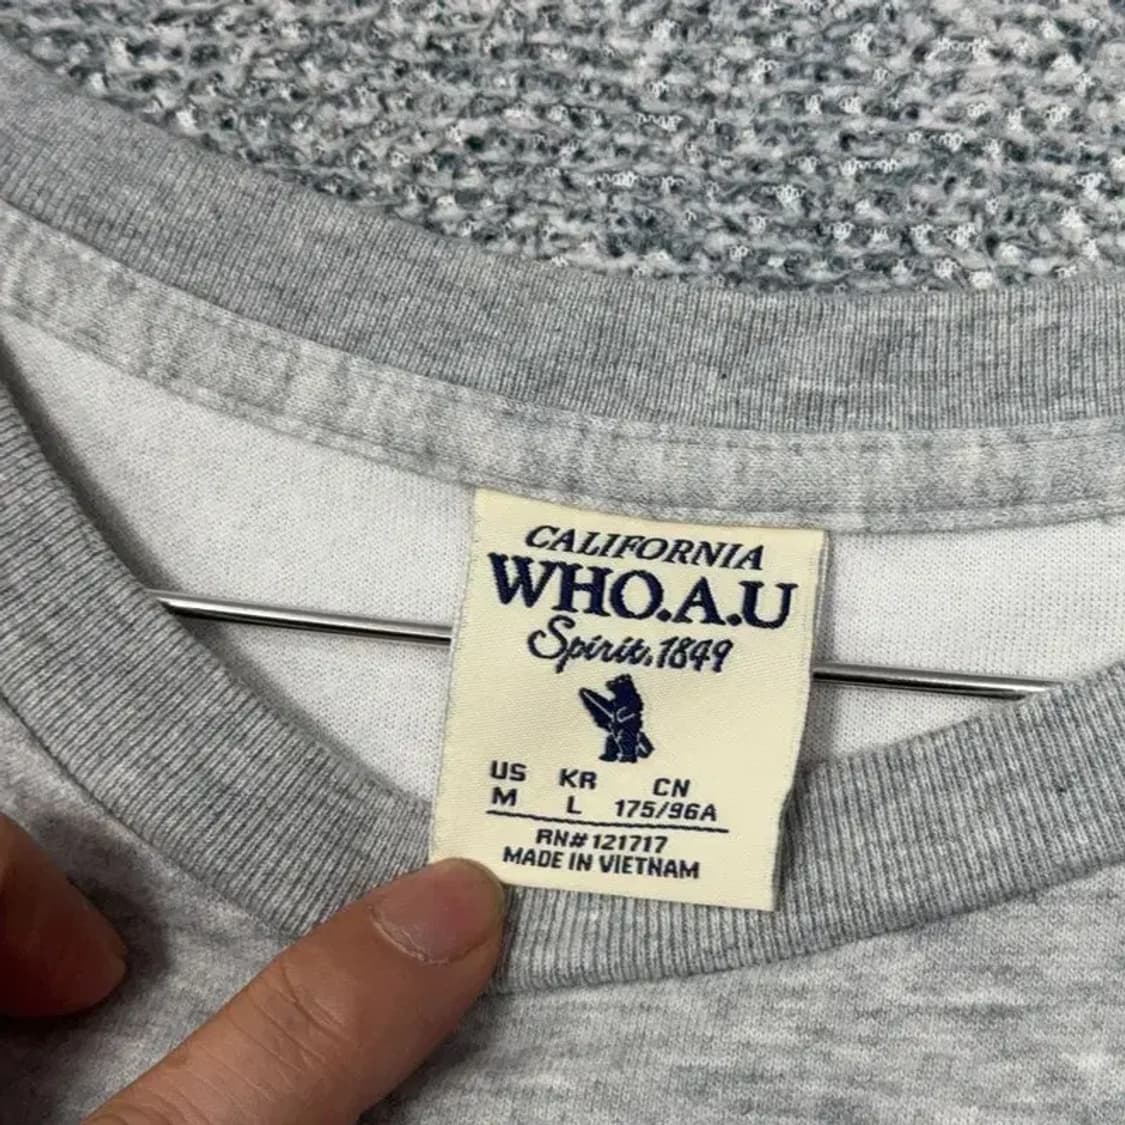 CALIFORNIA
WHO.A.U
Spirit.1849
US KR CN
M L 175/96A
RN# 121717
MADE IN VIETNAM